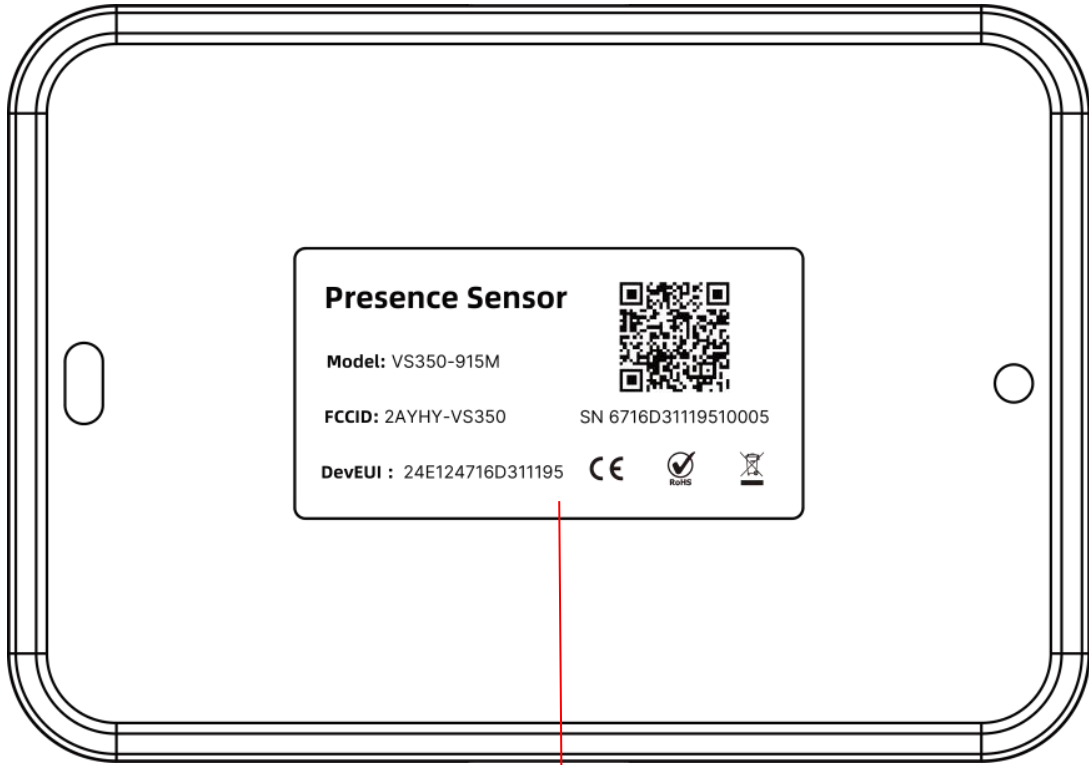 Presence Sensor
Model: VS350-915M
FCCID: 2AYHY-VS350
SN 6716D31119510005
DevEUI : 24E124716D311195
CE
RoHS